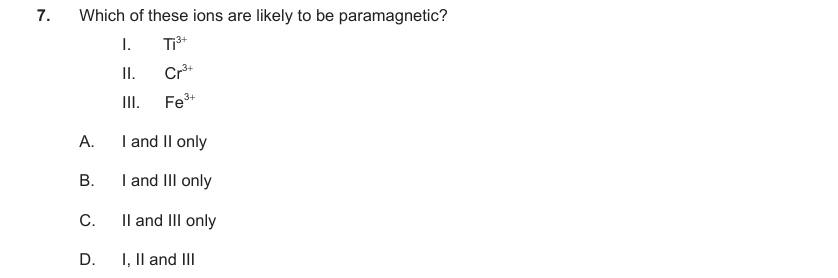 7. Which of these ions are likely to be paramagnetic?
I. Ti³⁺
II. Cr³⁺
III. Fe³⁺
A. I and II only
B. I and III only
C. II and III only
D. I, II and III